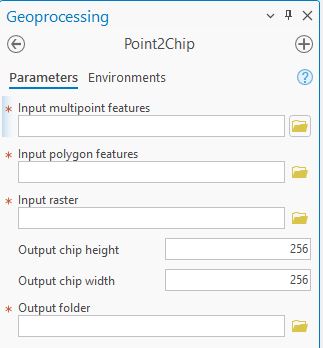 Geoprocessing
Point2Chip
Parameters Environments
* Input multipoint features
* Input polygon features
* Input raster
Output chip height 256
Output chip width 256
* Output folder